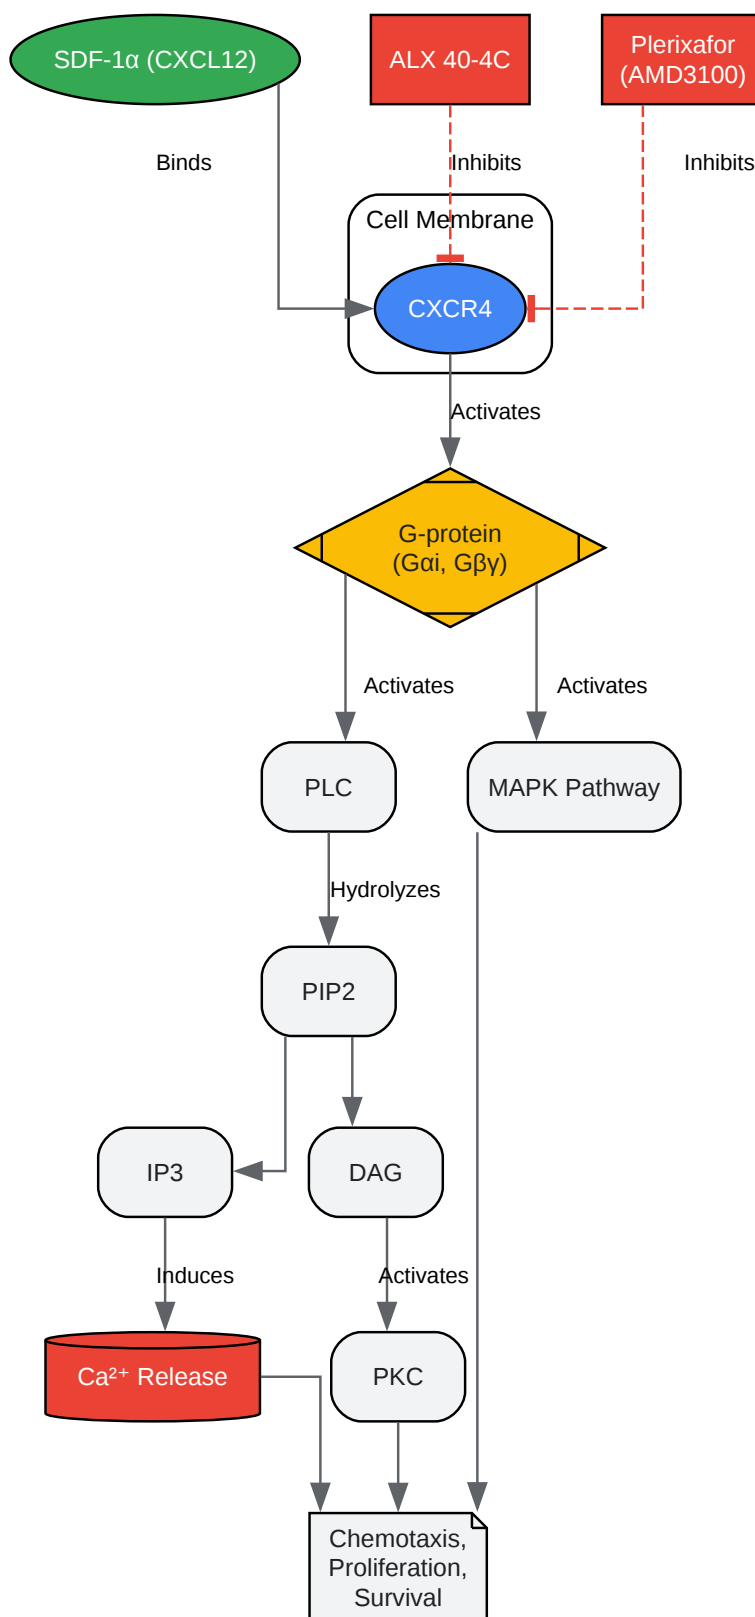 SDF-1α (CXCL12)
ALX 40-4C
Plerixafor
(AMD3100)
Binds
Inhibits
Inhibits
Cell Membrane
CXCR4
Activates
G-protein
(Gαi, Gβγ)
Activates
Activates
PLC
MAPK Pathway
Hydrolyzes
PIP2
IP3
DAG
Induces
Activates
Ca²⁺ Release
PKC
Chemotaxis,
Proliferation,
Survival